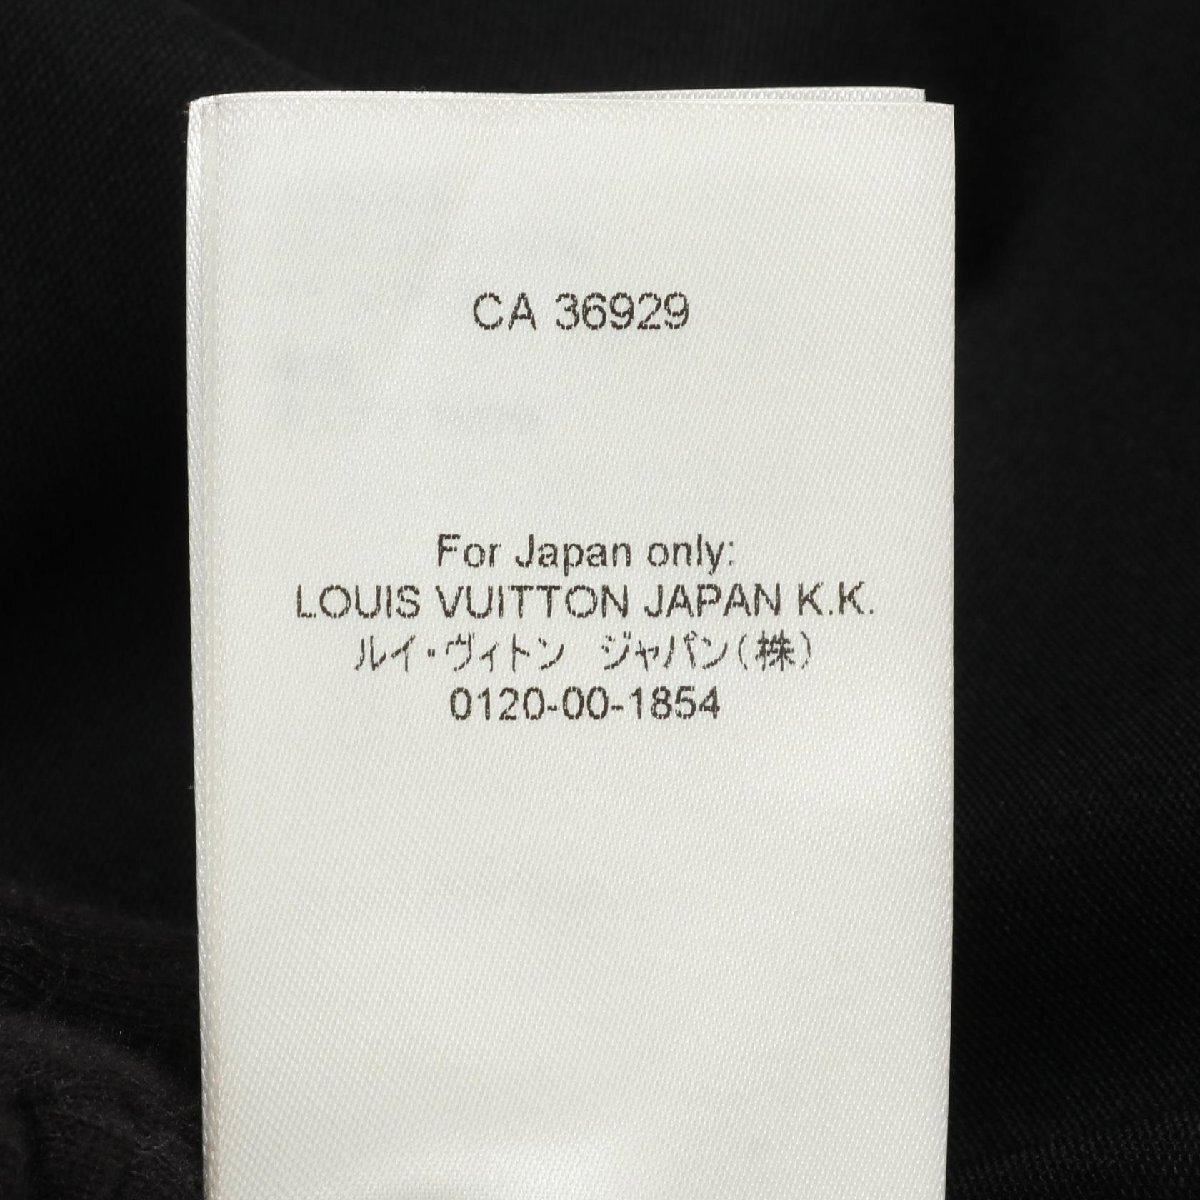 CA 36929
For Japan only:
LOUIS VUITTON JAPAN K.K.
ルイ・ヴィトン ジャパン(株)
0120-00-1854